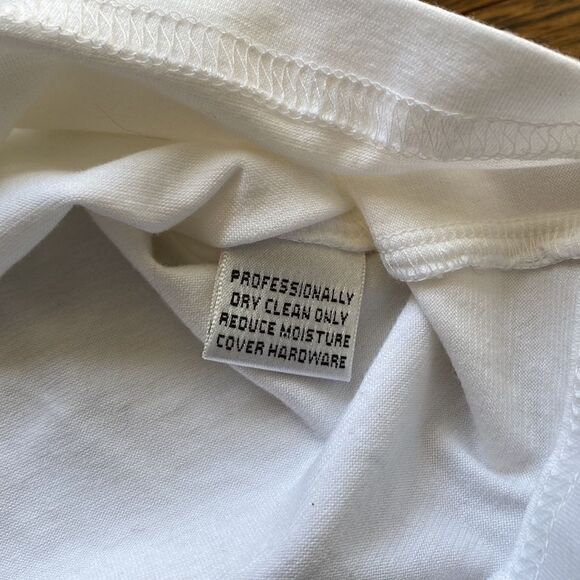 PROFESSIONALLY
DRY CLEAN ONLY
REDUCE MOISTURE
COVER HARDWARE